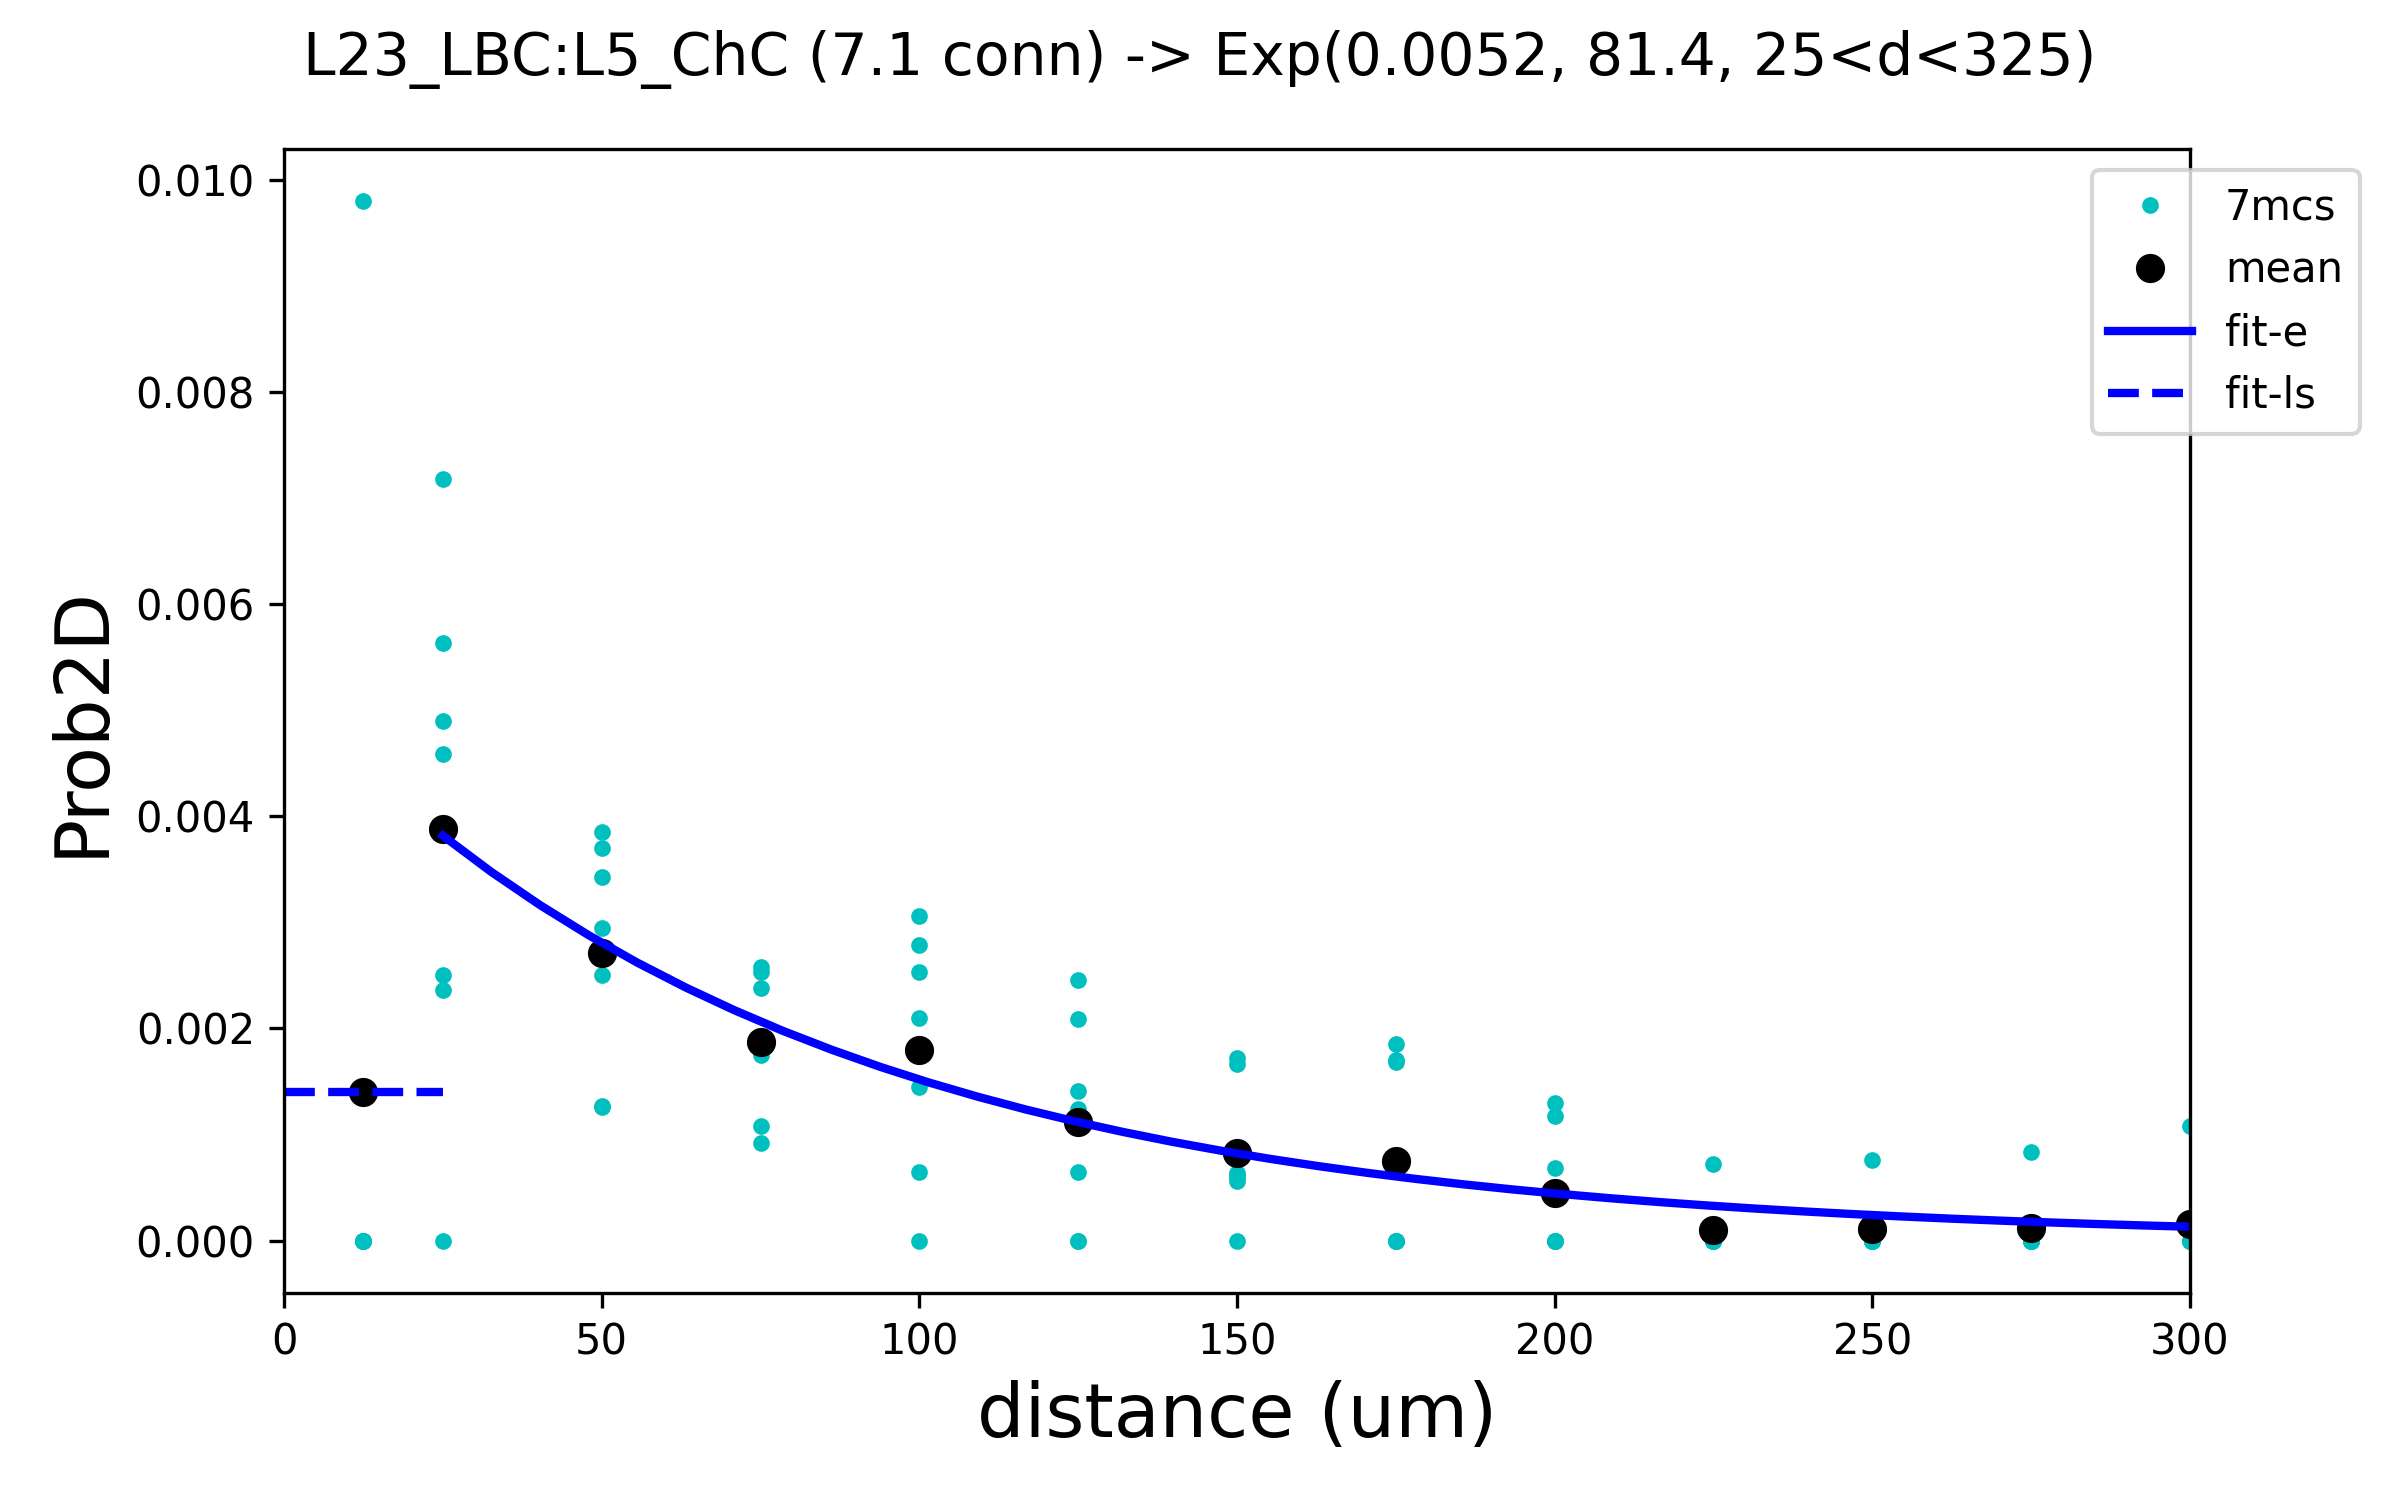 L23_LBC:L5_ChC (7.1 conn) -> Exp(0.0052, 81.4, 25<d<325)
0.010
0.008
0.006
0.004
0.002
0.000
Prob2D
7mcs
mean
fit-e
fit-ls
0 50 100 150 200 250 300
distance (um)